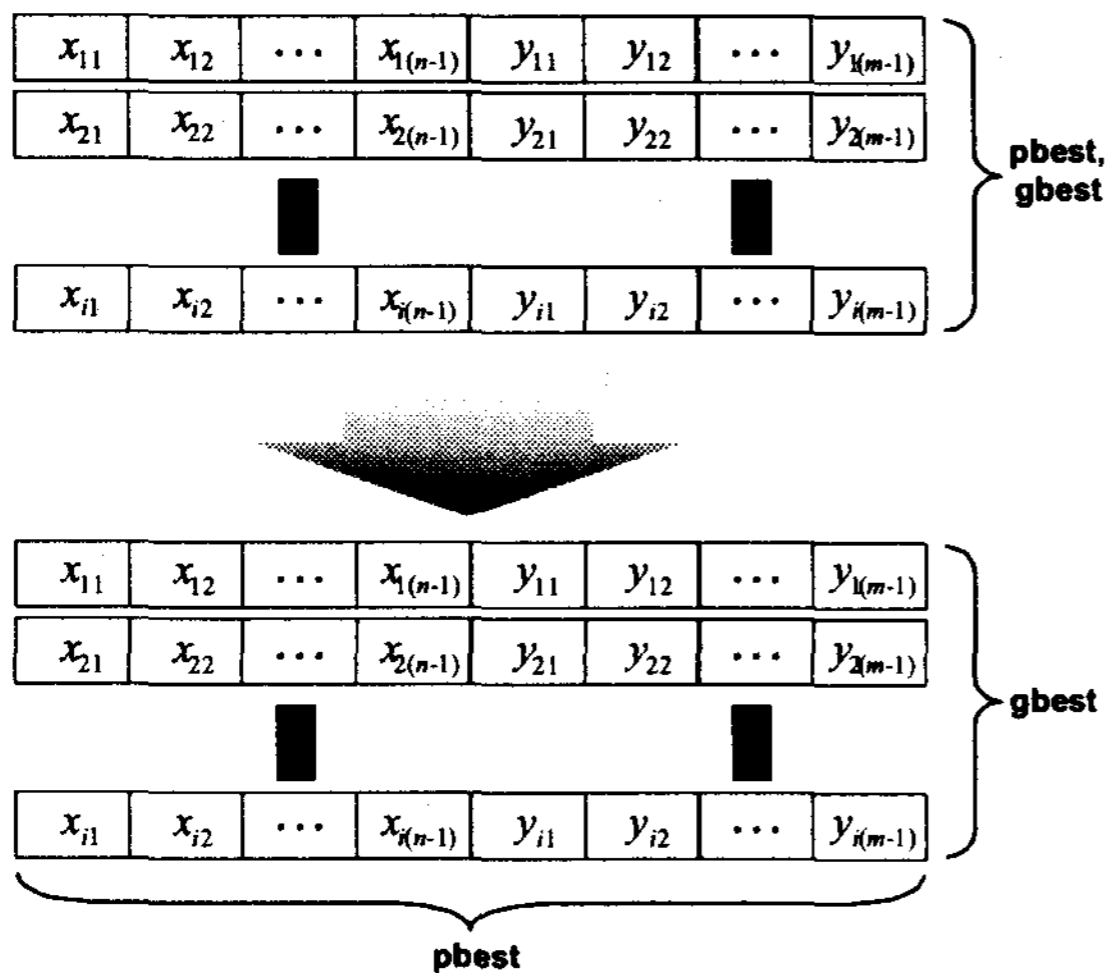 x11 x12 ... x1(n-1) y11 y12 ... y1(m-1)
x21 x22 ... x2(n-1) y21 y22 ... y2(m-1)
pbest,
gbest
xi1 xi2 ... xi(n-1) yi1 yi2 ... yi(m-1)
x11 x12 ... x1(n-1) y11 y12 ... y1(m-1)
x21 x22 ... x2(n-1) y21 y22 ... y2(m-1)
gbest
xi1 xi2 ... xi(n-1) yi1 yi2 ... yi(m-1)
pbest